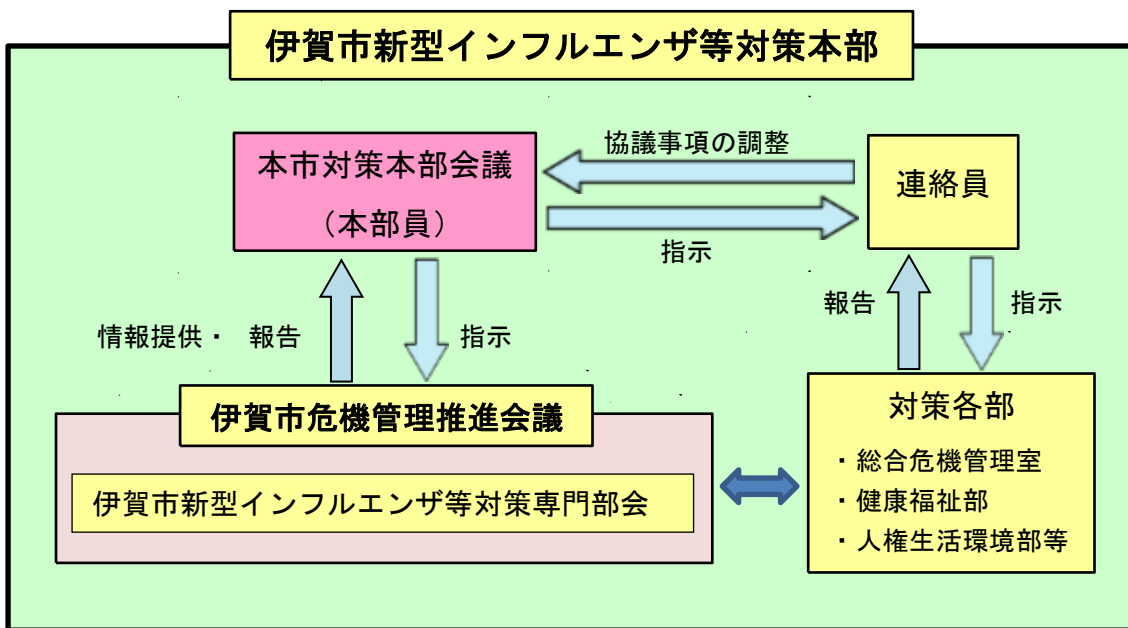 伊賀市新型インフルエンザ等対策本部
本市対策本部会議
（本部員）
協議事項の調整
連絡員
指示
情報提供・ 報告
指示
報告
指示
伊賀市危機管理推進会議
伊賀市新型インフルエンザ等対策専門部会
対策各部
・総合危機管理室
・健康福祉部
・人権生活環境部等